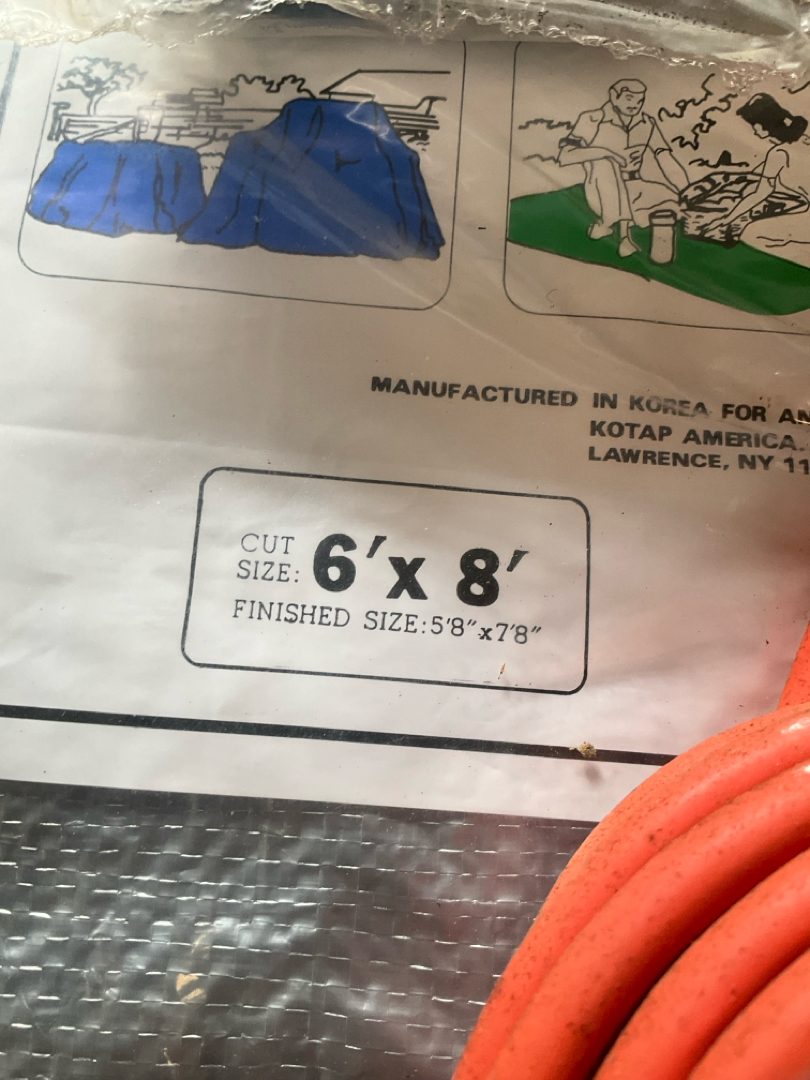 MANUFACTURED IN KOREA FOR
KOTAP AMERICA.
LAWRENCE, NY
CUT
SIZE: 6'x 8'
FINISHED SIZE:5'8"x7'8"